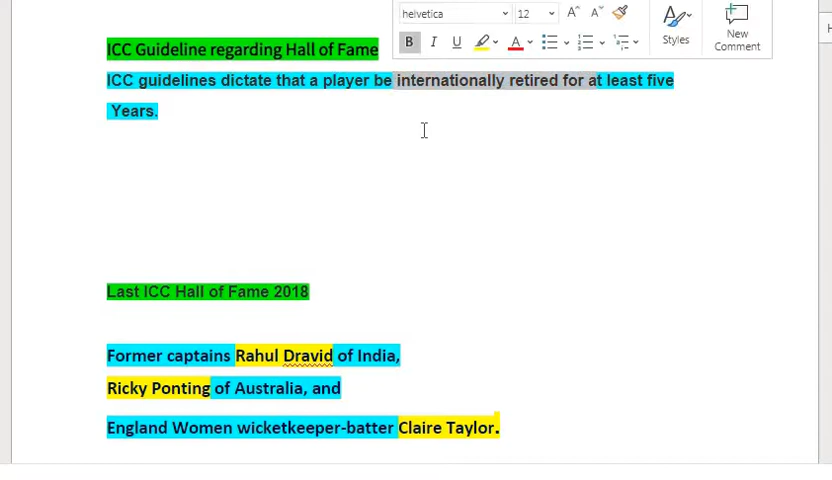 helvetica 12 A A
B I U A Styles New
Comment
H
ICC Guideline regarding Hall of Fame
ICC guidelines dictate that a player be internationally retired for at least five
Years.
Last ICC Hall of Fame 2018
Former captains Rahul Dravid of India,
Ricky Ponting of Australia, and
England Women wicketkeeper-batter Claire Taylor.